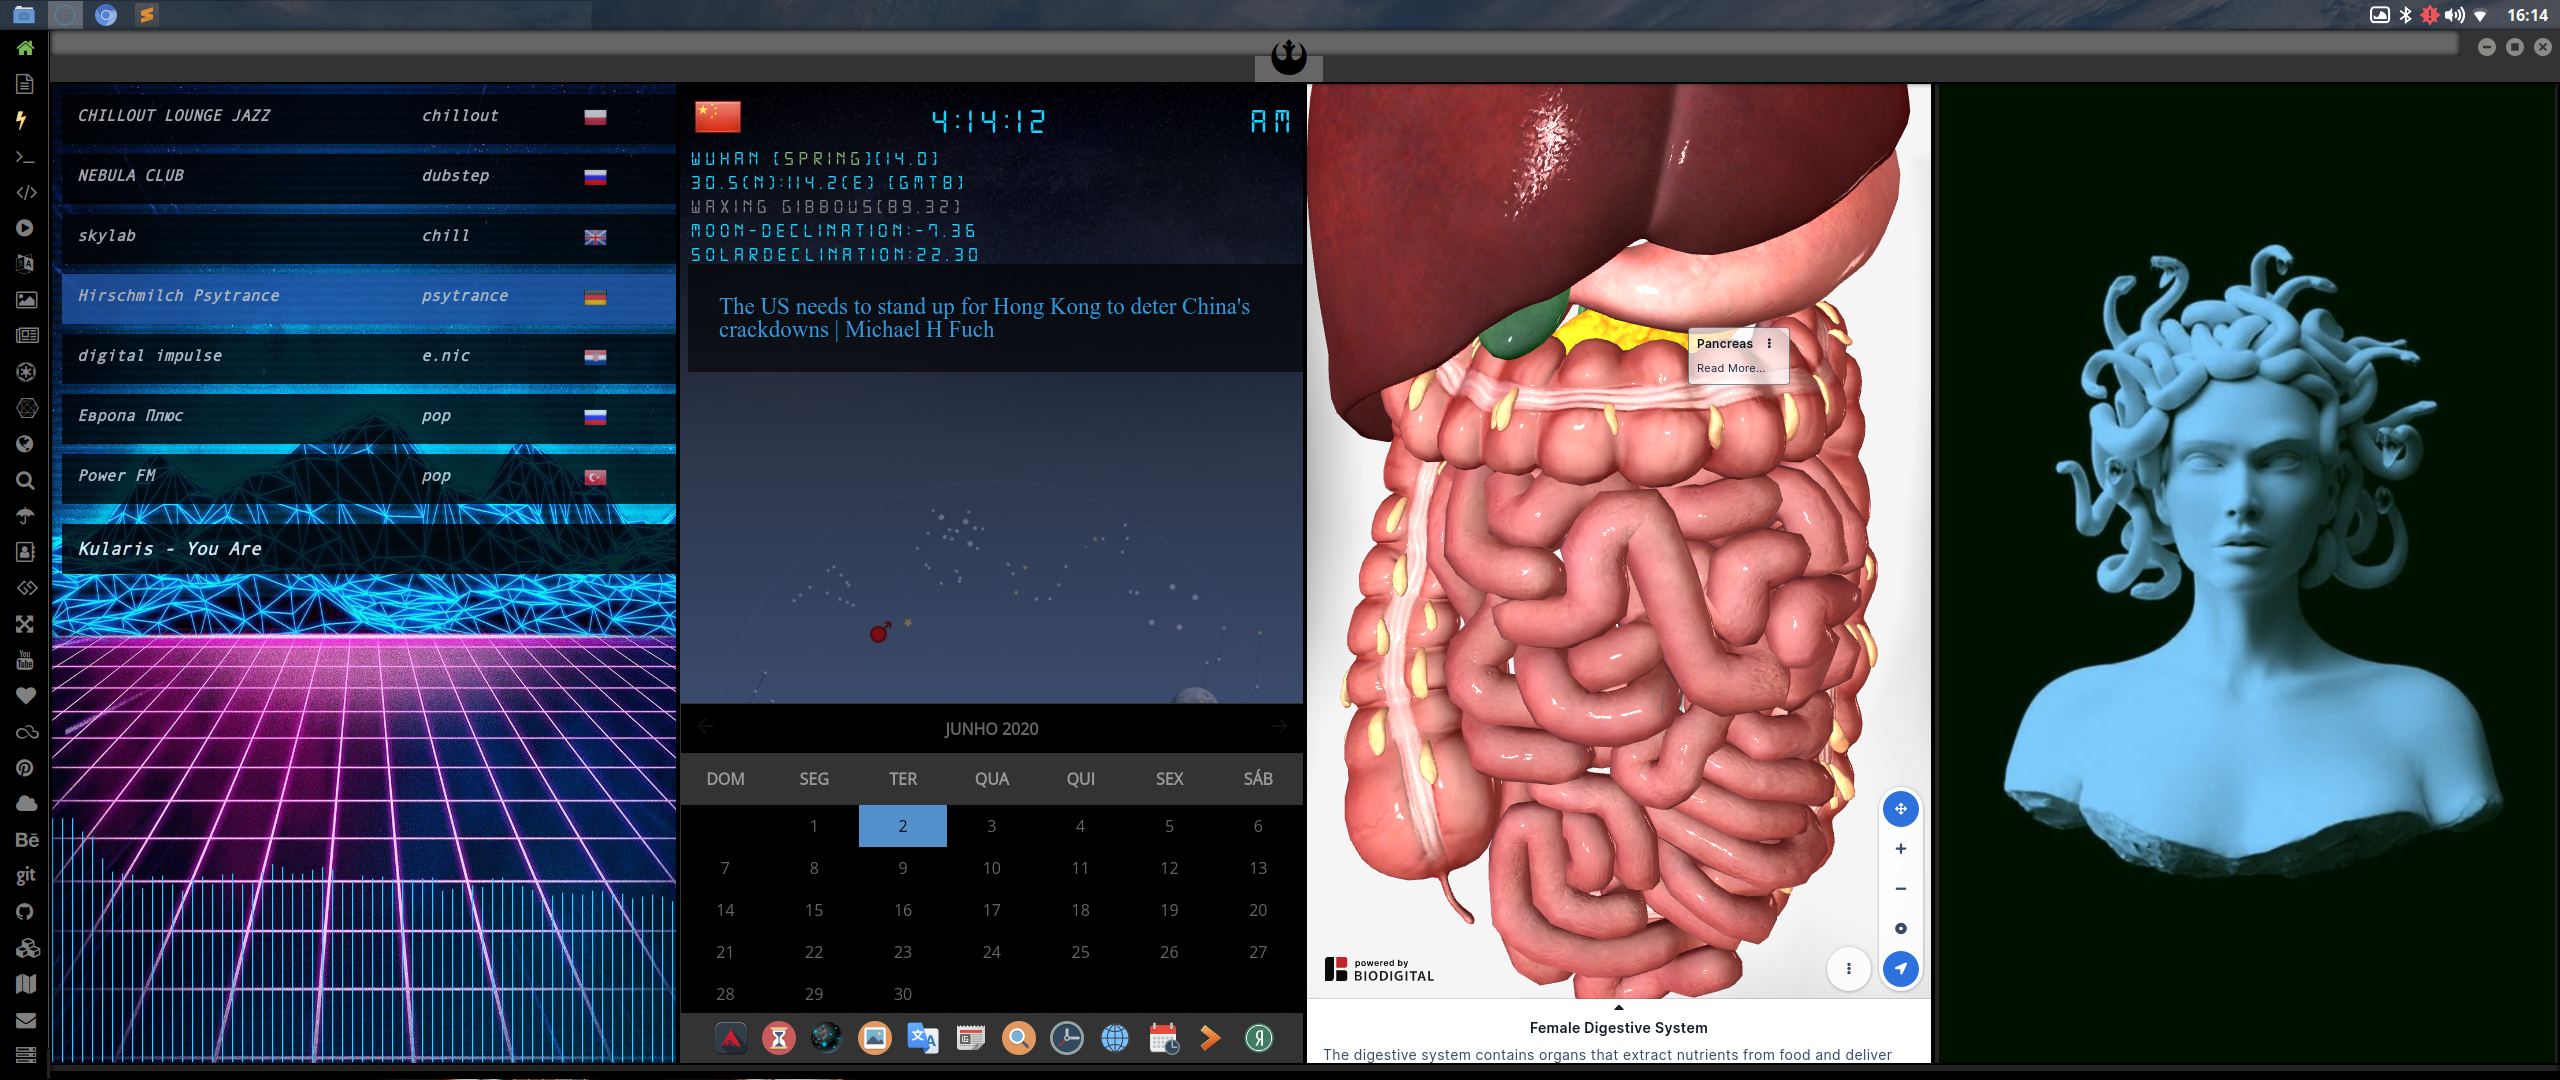 16:14
CHILLOUT LOUNGE JAZZ chillout
NEBULA CLUB dubstep
skylab chill
Hirschmilch Psytrance psytrance
digital impulse e.nic
Европа Плюс pop
Power FM pop
Kularis - You Are
4:14:12 AM
WUHAN [SPRING][14.0]
30.5(N):114.2(E) [GMT8]
WAXING GIBBOUS[89.32]
MOON-DECLINATION:-7.36
SOLARDECLINATION:22.30
The US needs to stand up for Hong Kong to deter China's
crackdowns | Michael H Fuch
JUNHO 2020
DOM SEG TER QUA QUI SEX SÁB
1 2 3 4 5 6
7 8 9 10 11 12 13
14 15 16 17 18 19 20
21 22 23 24 25 26 27
28 29 30
Pancreas
Read More...
powered by
BIODIGITAL
Female Digestive System
The digestive system contains organs that extract nutrients from food and deliver
You
Tube
Bē
git
Я